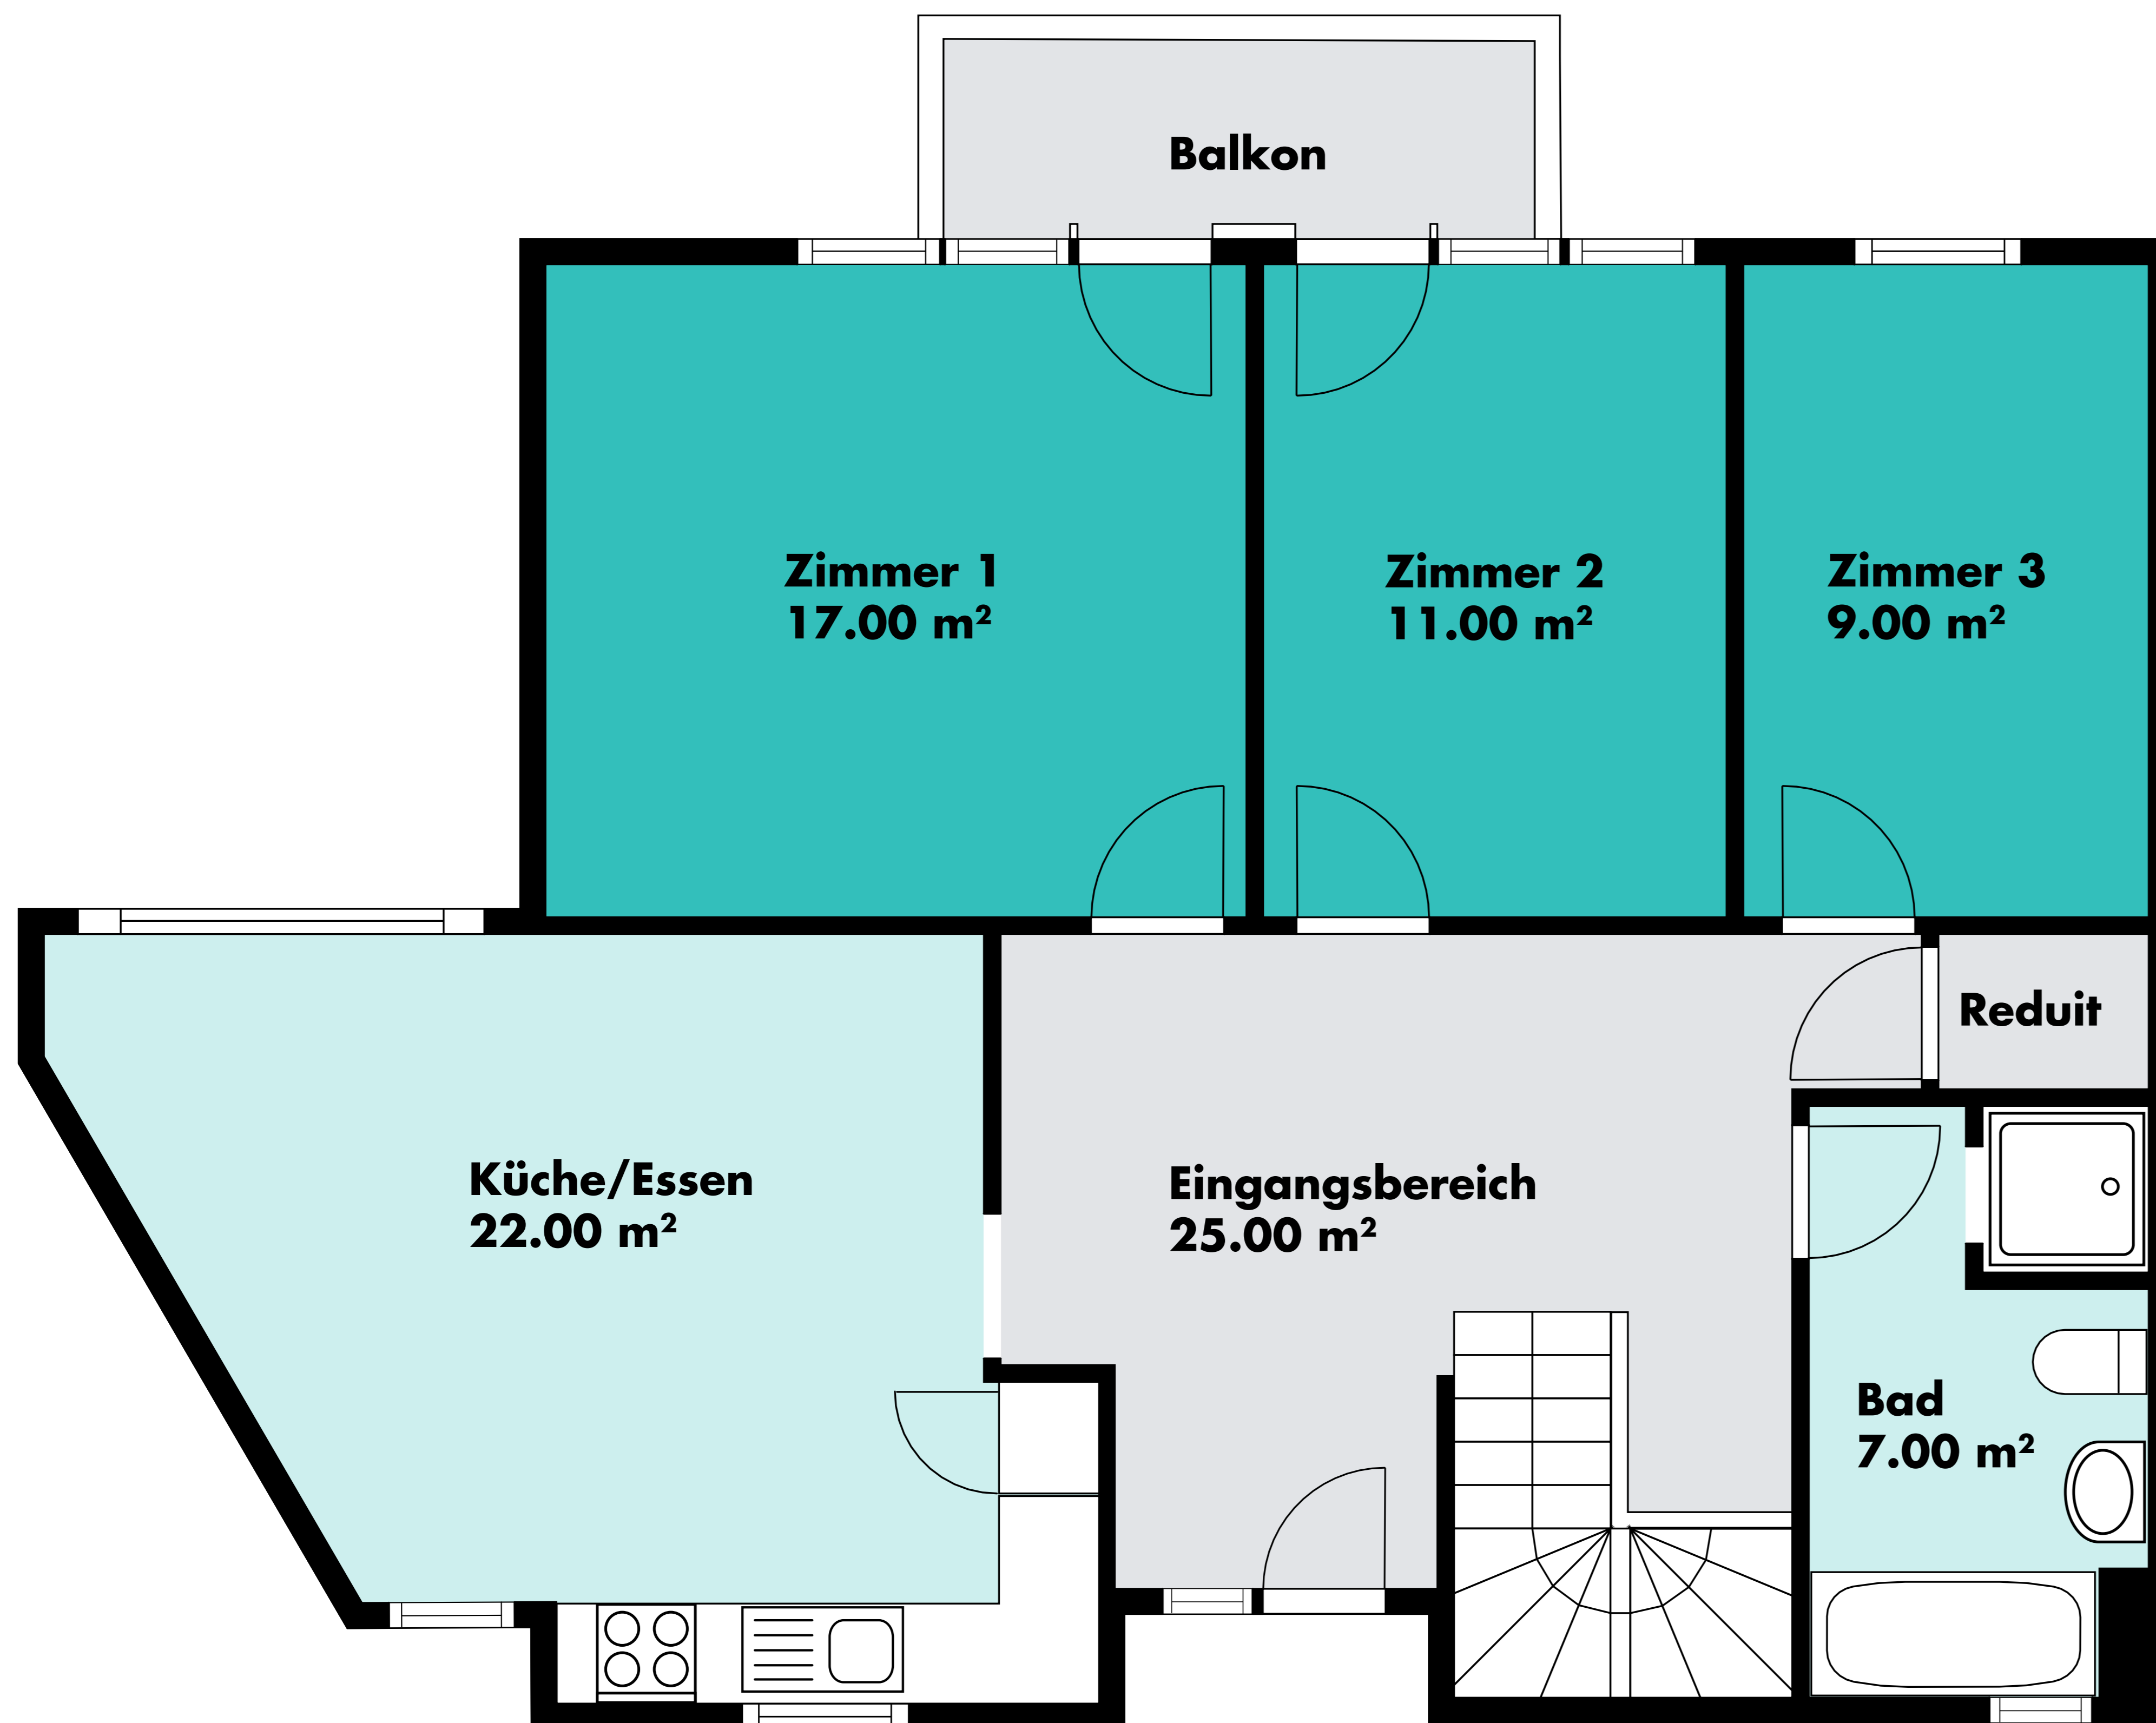 Balkon
Zimmer 1
17.00 m²
Zimmer 2
11.00 m²
Zimmer 3
9.00 m²
Reduit
Küche/Essen
22.00 m²
Eingangsbereich
25.00 m²
Bad
7.00 m²